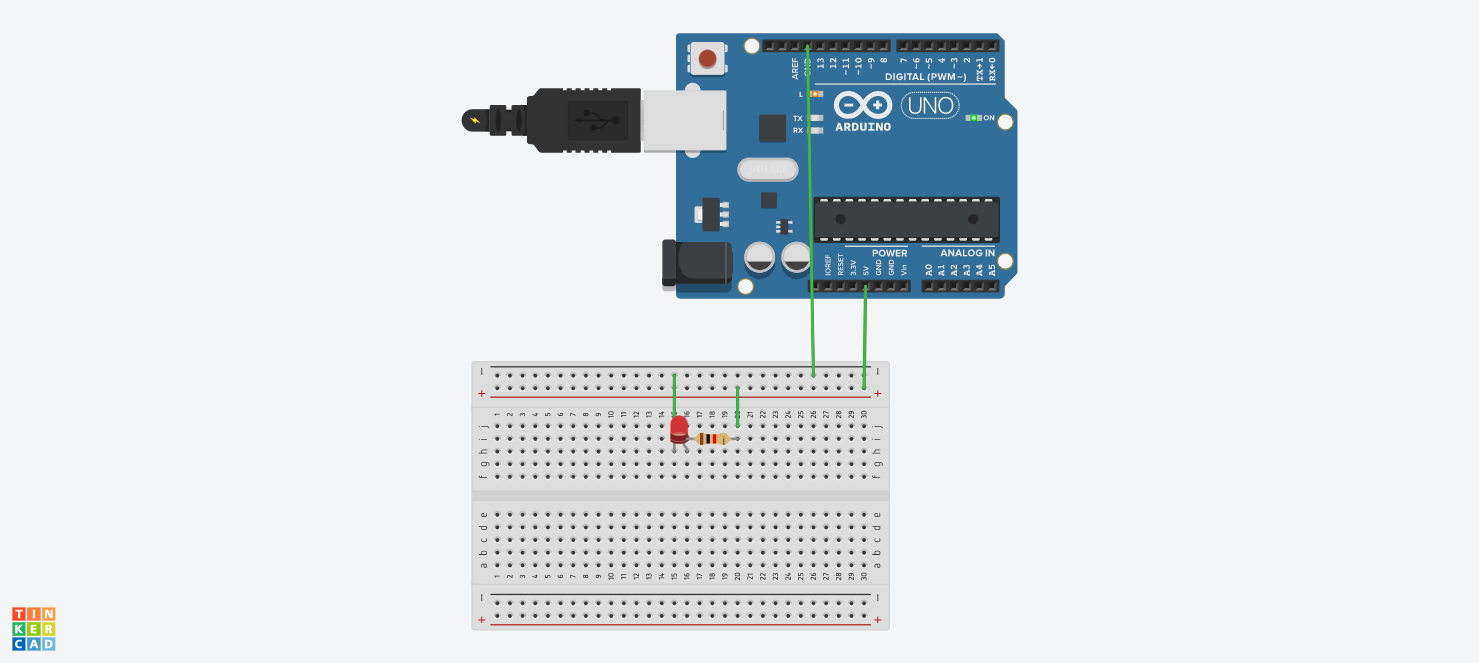 AREF
GND
13
12
~11
~10
~9
8
7
~6
~5
4
~3
2
TX→1
RX←0
DIGITAL (PWM~)
L
TX
RX
ARDUINO
UNO
ON
POWER
ANALOG IN
IOREF
RESET
3.3V
5V
GND
GND
Vin
A0
A1
A2
A3
A4
A5
− −
+ +
1 2 3 4 5 6 7 8 9 10 11 12 13 14 15 16 17 18 19 20 21 22 23 24 25 26 27 28 29 30
j j
i i
h h
g g
f f
e e
d d
c c
b b
a a
1 2 3 4 5 6 7 8 9 10 11 12 13 14 15 16 17 18 19 20 21 22 23 24 25 26 27 28 29 30
− −
+ +
TIN
KER
CAD